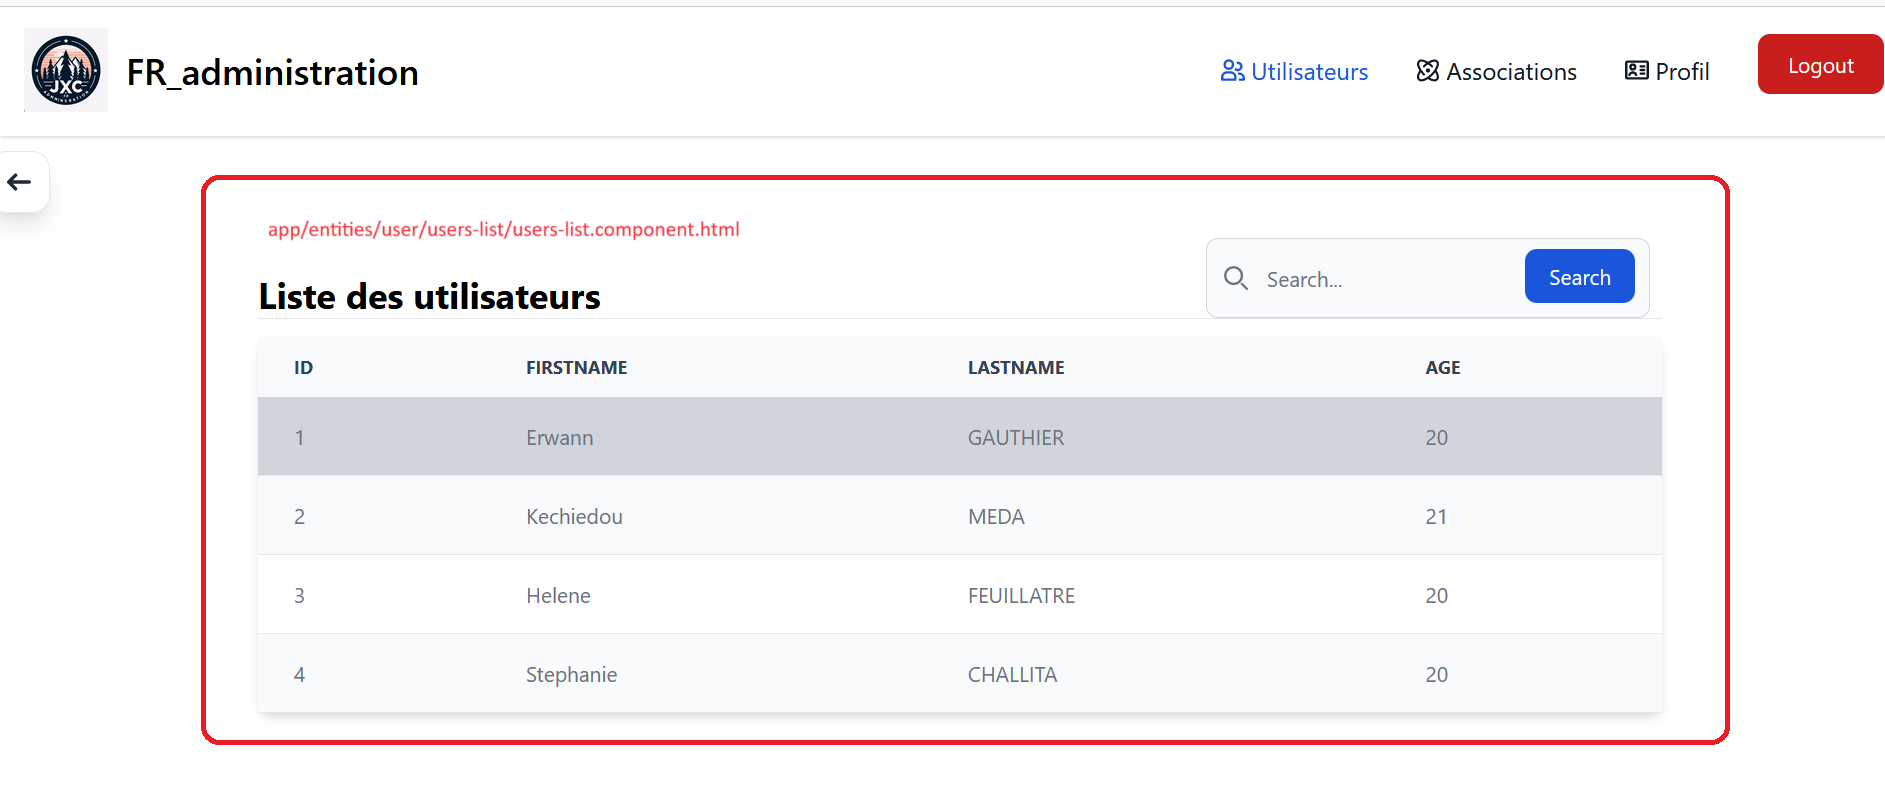 JXC
ADMINISTRATION
FR_administration
Utilisateurs
Associations
Profil
Logout
app/entities/user/users-list/users-list.component.html
Liste des utilisateurs
Search...
Search
ID FIRSTNAME LASTNAME AGE
1 Erwann GAUTHIER 20
2 Kechiedou MEDA 21
3 Helene FEUILLATRE 20
4 Stephanie CHALLITA 20